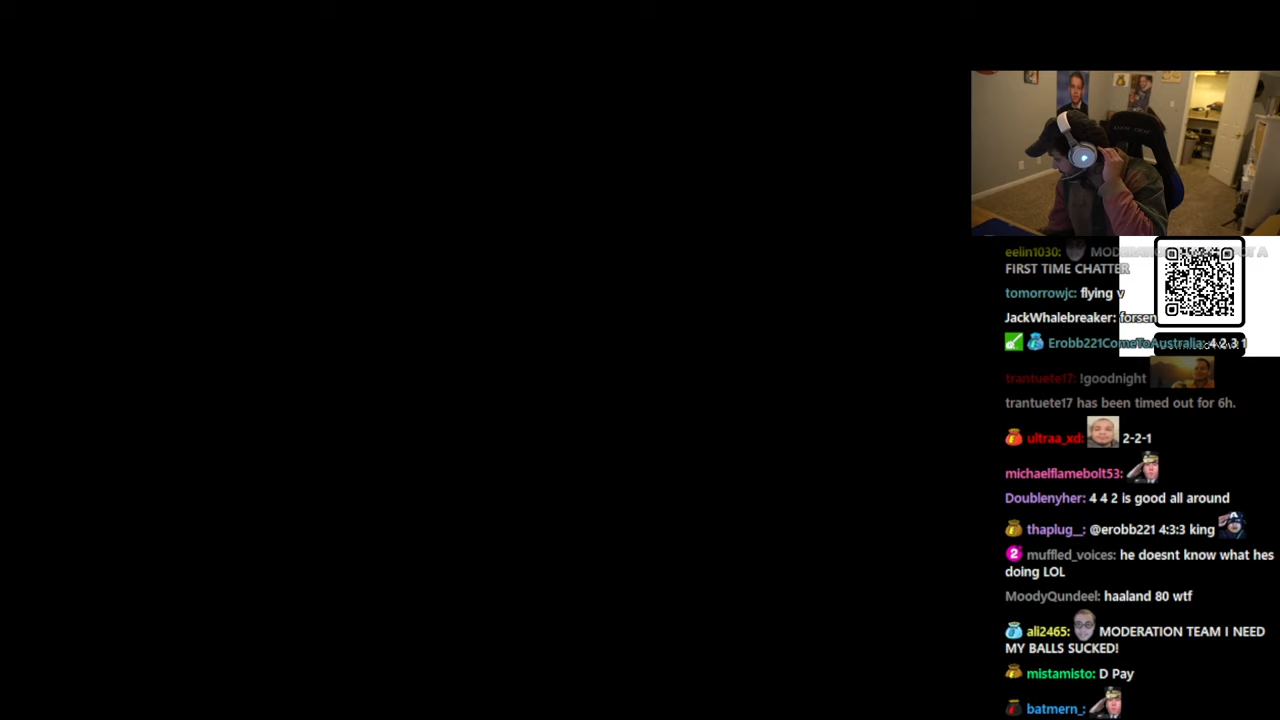 eelin1030: MODERATION
FIRST TIME CHATTER
tomorrowjc: flying v
JackWhalebreaker: forsen
Erobb221ComeToAustralia: 4 2 3 1
trantuete17: !goodnight
trantuete17 has been timed out for 6h.
ultraa_xd: 2-2-1
michaelflamebolt53:
Doublenyher: 4 4 2 is good all around
thaplug__: @erobb221 4:3:3 king
muffled_voices: he doesnt know what hes
doing LOL
MoodyQundeel: haaland 80 wtf
ali2465: MODERATION TEAM I NEED
MY BALLS SUCKED!
mistamisto: D Pay
batmern_: